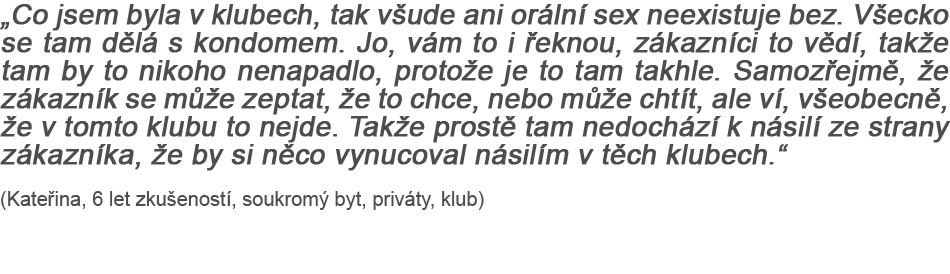 „Co jsem byla v klubech, tak všude ani orální sex neexistuje bez. Všecko
se tam dělá s kondomem. Jo, vám to i řeknou, zákazníci to vědí, takže
tam by to nikoho nenapadlo, protože je to tam takhle. Samozřejmě, že
zákazník se může zeptat, že to chce, nebo může chtít, ale ví, všeobecně,
že v tomto klubu to nejde. Takže prostě tam nedochází k násilí ze strany
zákazníka, že by si něco vynucoval násilím v těch klubech.“
(Kateřina, 6 let zkušeností, soukromý byt, priváty, klub)